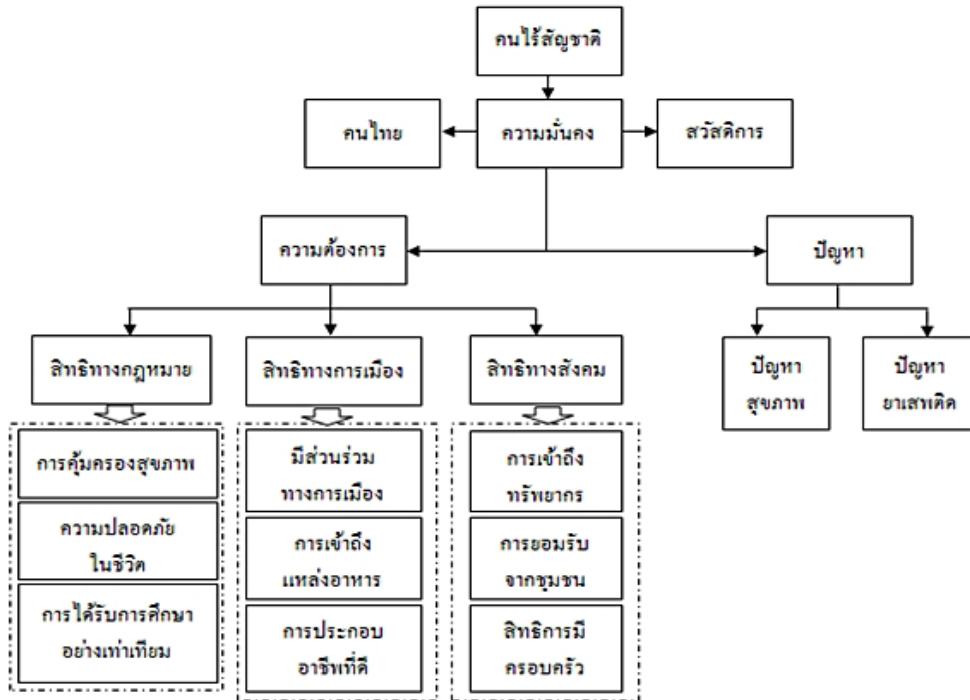 คนไร้สัญชาติ
คนไทย
ความมั่นคง
สวัสดิการ
ความต้องการ
ปัญหา
สิทธิทางกฎหมาย
สิทธิทางการเมือง
สิทธิทางสังคม
ปัญหา
สุขภาพ
ปัญหา
ยาเสพติด
การคุ้มครองสุขภาพ
ความปลอดภัย
ในชีวิต
การได้รับการศึกษา
อย่างเท่าเทียม
มีส่วนร่วม
ทางการเมือง
การเข้าถึง
แหล่งอาหาร
การประกอบ
อาชีพที่ดี
การเข้าถึง
ทรัพยากร
การยอมรับ
จากชุมชน
สิทธิการมี
ครอบครัว